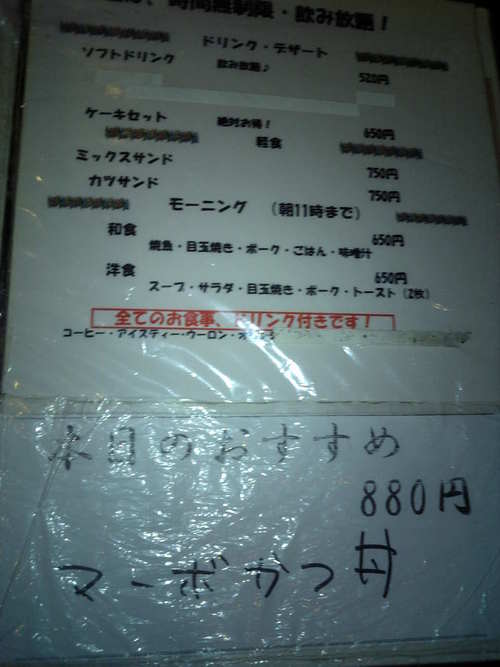 時間無制限・飲み放題！
ドリンク・デザート
ソフトドリンク 飲み放題♪ 520円
ケーキセット 絶対お得！ 650円
軽食
ミックスサンド 750円
カツサンド 750円
モーニング （朝11時まで）
和食 650円
焼魚・目玉焼き・ポーク・ごはん・味噌汁
洋食 650円
スープ・サラダ・目玉焼き・ポーク・トースト（2枚）
全てのお食事、ドリンク付きです！
コーヒー・アイスティー・ウーロン・
本日のおすすめ
880円
マーボかつ丼